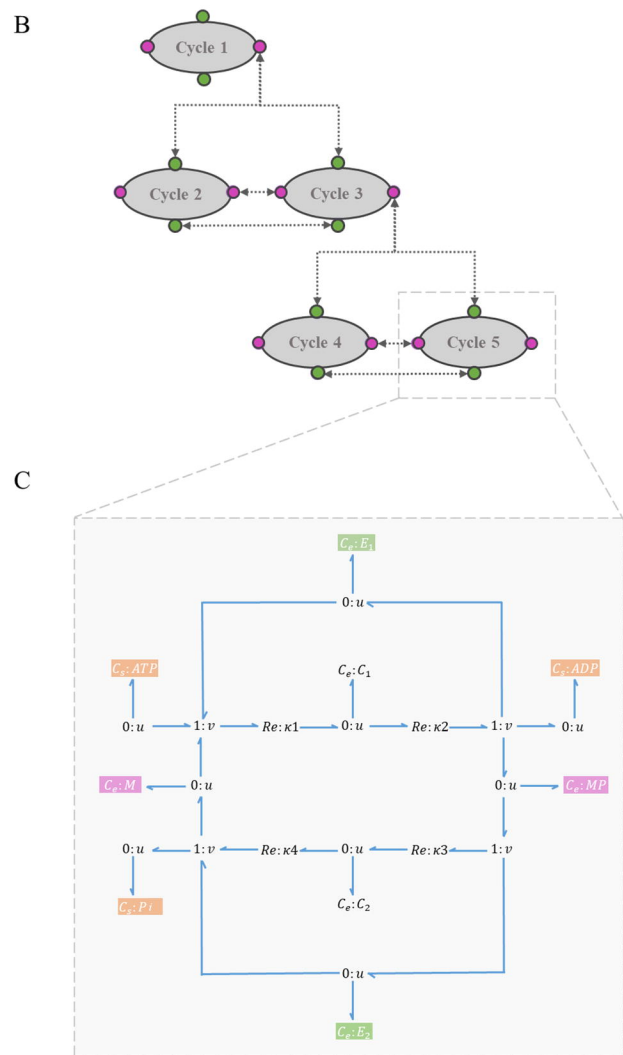 B
Cycle 1
Cycle 2 Cycle 3
Cycle 4 Cycle 5
C
C_e:E_1
0:u
C_s:ATP C_e:C_1 C_s:ADP
0:u 1:v Re:κ1 0:u Re:κ2 1:v 0:u
C_e:M 0:u 0:u C_e:MP
0:u 1:v Re:κ4 0:u Re:κ3 1:v
C_s:Pi C_e:C_2
0:u
C_e:E_2